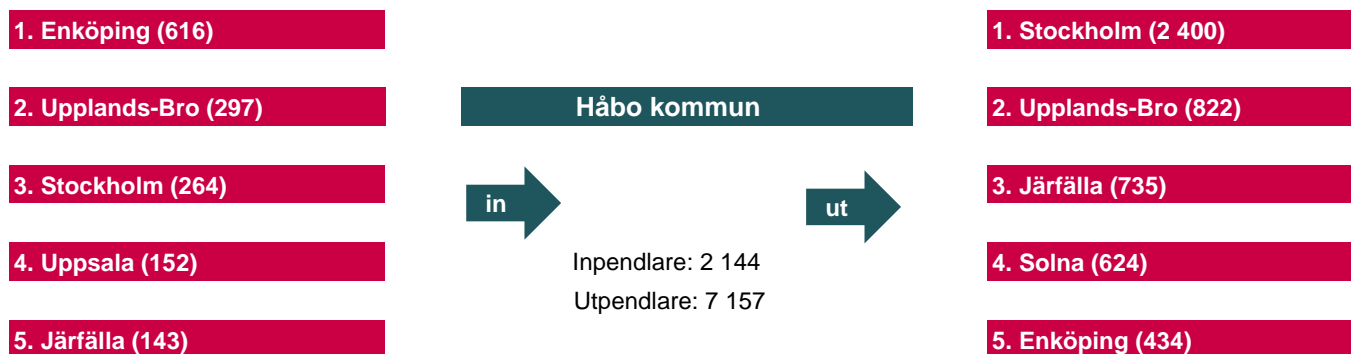 1. Enköping (616)
2. Upplands-Bro (297)
3. Stockholm (264)
4. Uppsala (152)
5. Järfälla (143)
Håbo kommun
in
ut
Inpendlare: 2 144
Utpendlare: 7 157
1. Stockholm (2 400)
2. Upplands-Bro (822)
3. Järfälla (735)
4. Solna (624)
5. Enköping (434)